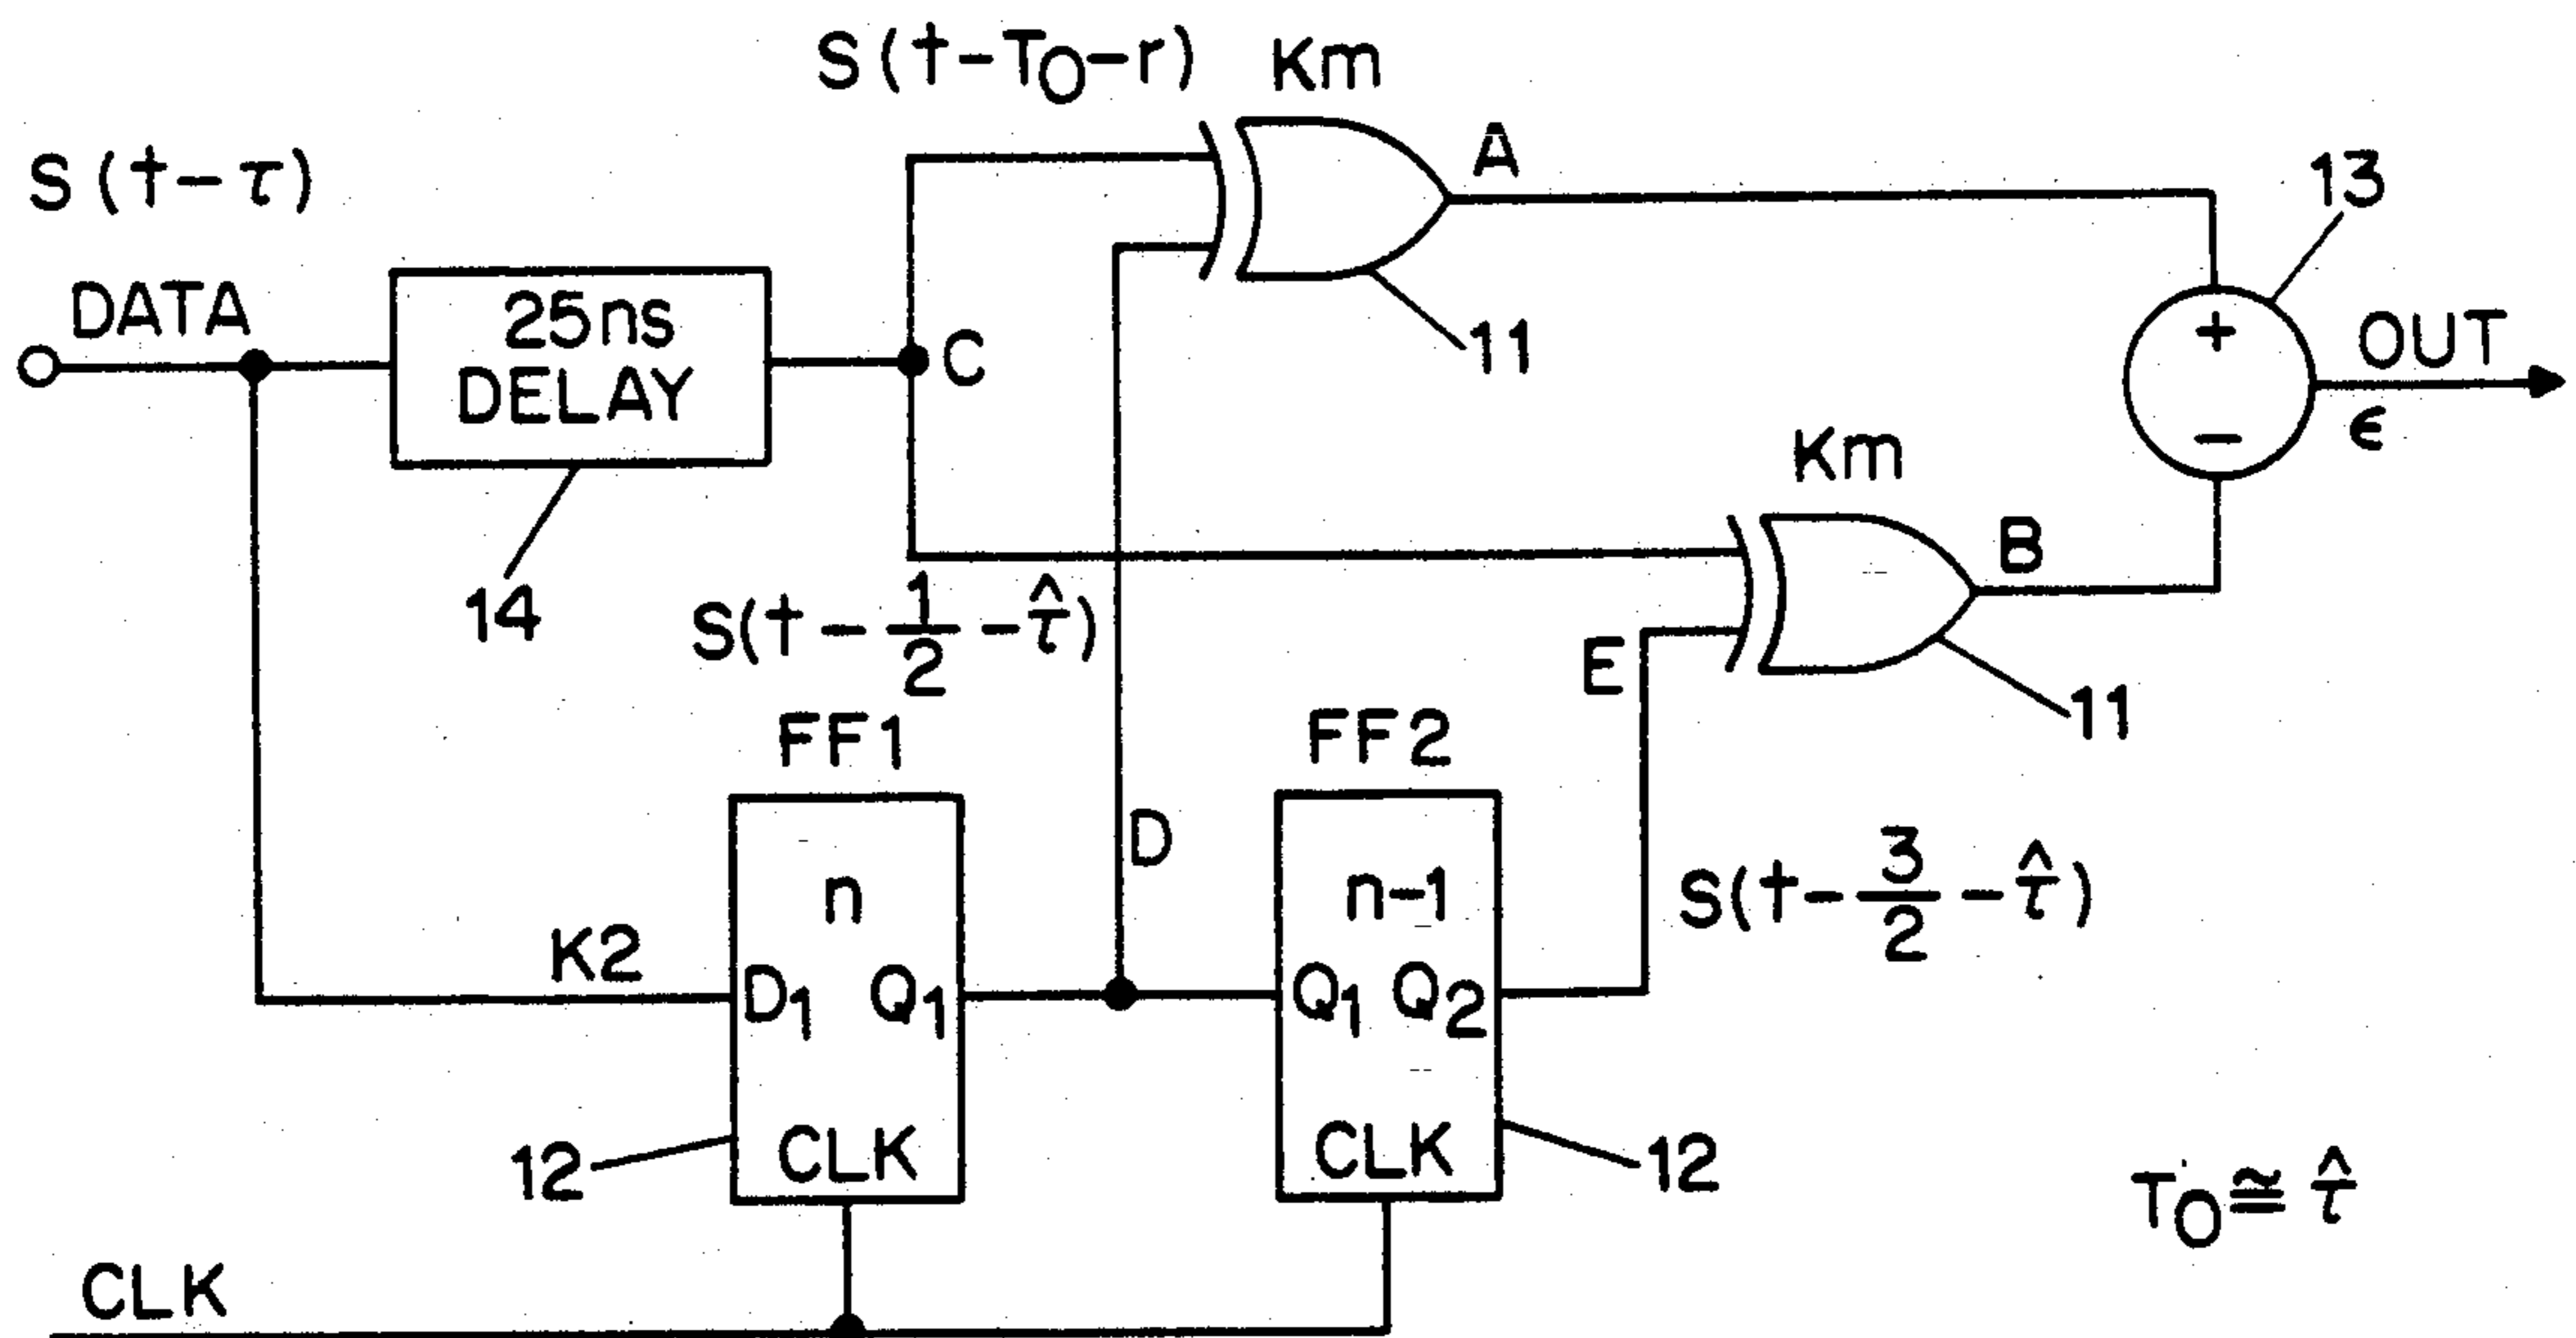 S(t-T0-r)
Km
S(t-τ)
A
13
DATA
25ns
DELAY
C
11
+
OUT
-
ϵ
Km
B
14
S(t - 1/2 - τ̂)
E
11
FF1
FF2
D
n
n-1
S(t - 3/2 - τ̂)
K2
D1 Q1
Q1 Q2
12
CLK
CLK
12
T0 ≅ τ̂
CLK